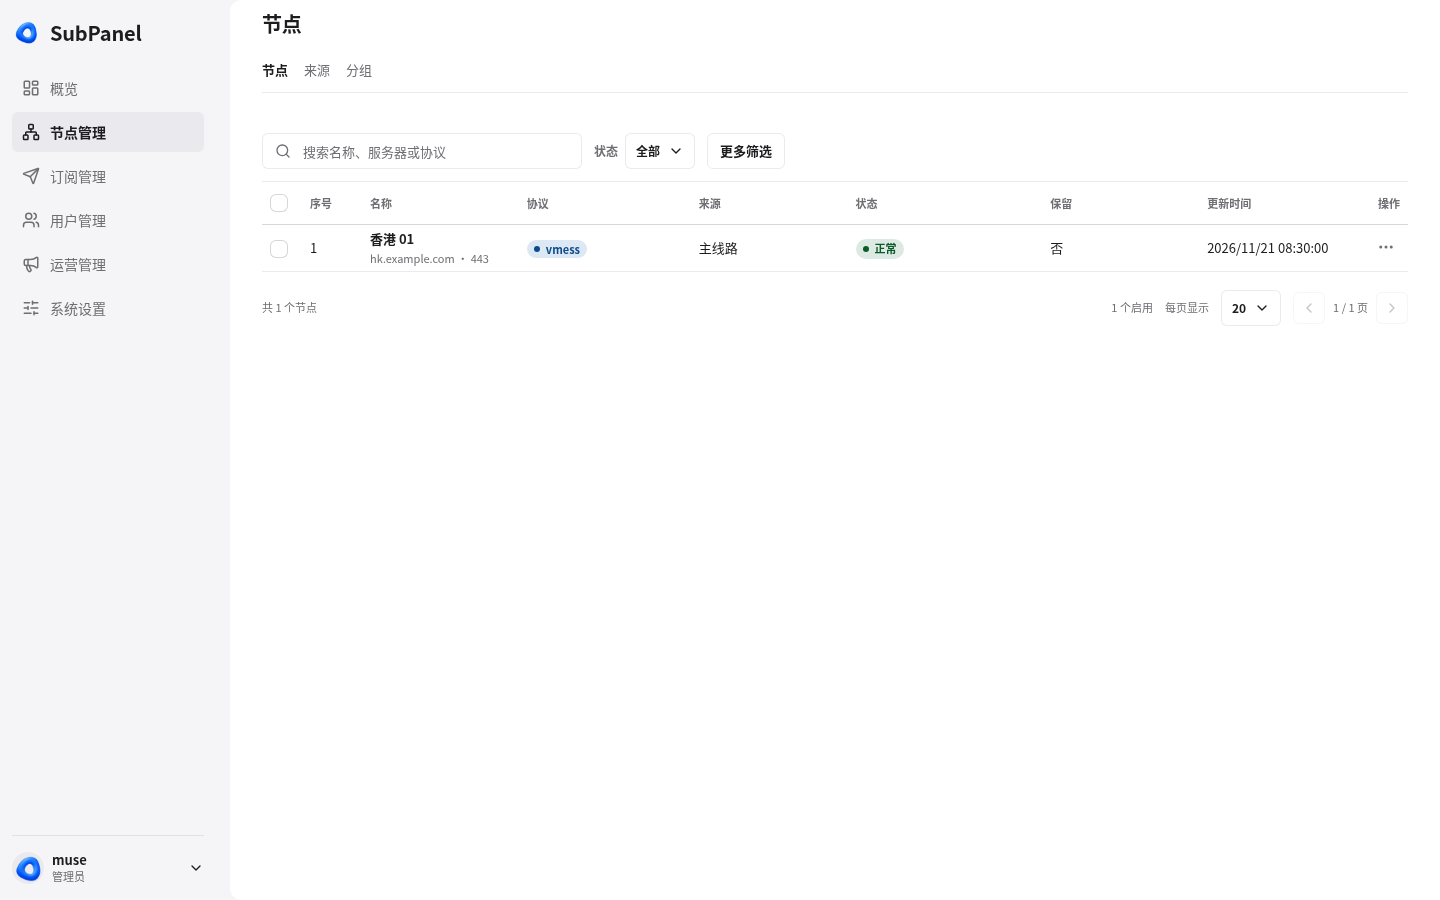 SubPanel
概览
节点管理
订阅管理
用户管理
运营管理
系统设置
muse
管理员
节点
节点 来源 分组
搜索名称、服务器或协议 状态 全部 更多筛选
序号 名称 协议 来源 状态 保留 更新时间 操作
1 香港 01 vmess 主线路 正常 否 2026/11/21 08:30:00
hk.example.com · 443
共 1 个节点 1 个启用 每页显示 20 1 / 1 页